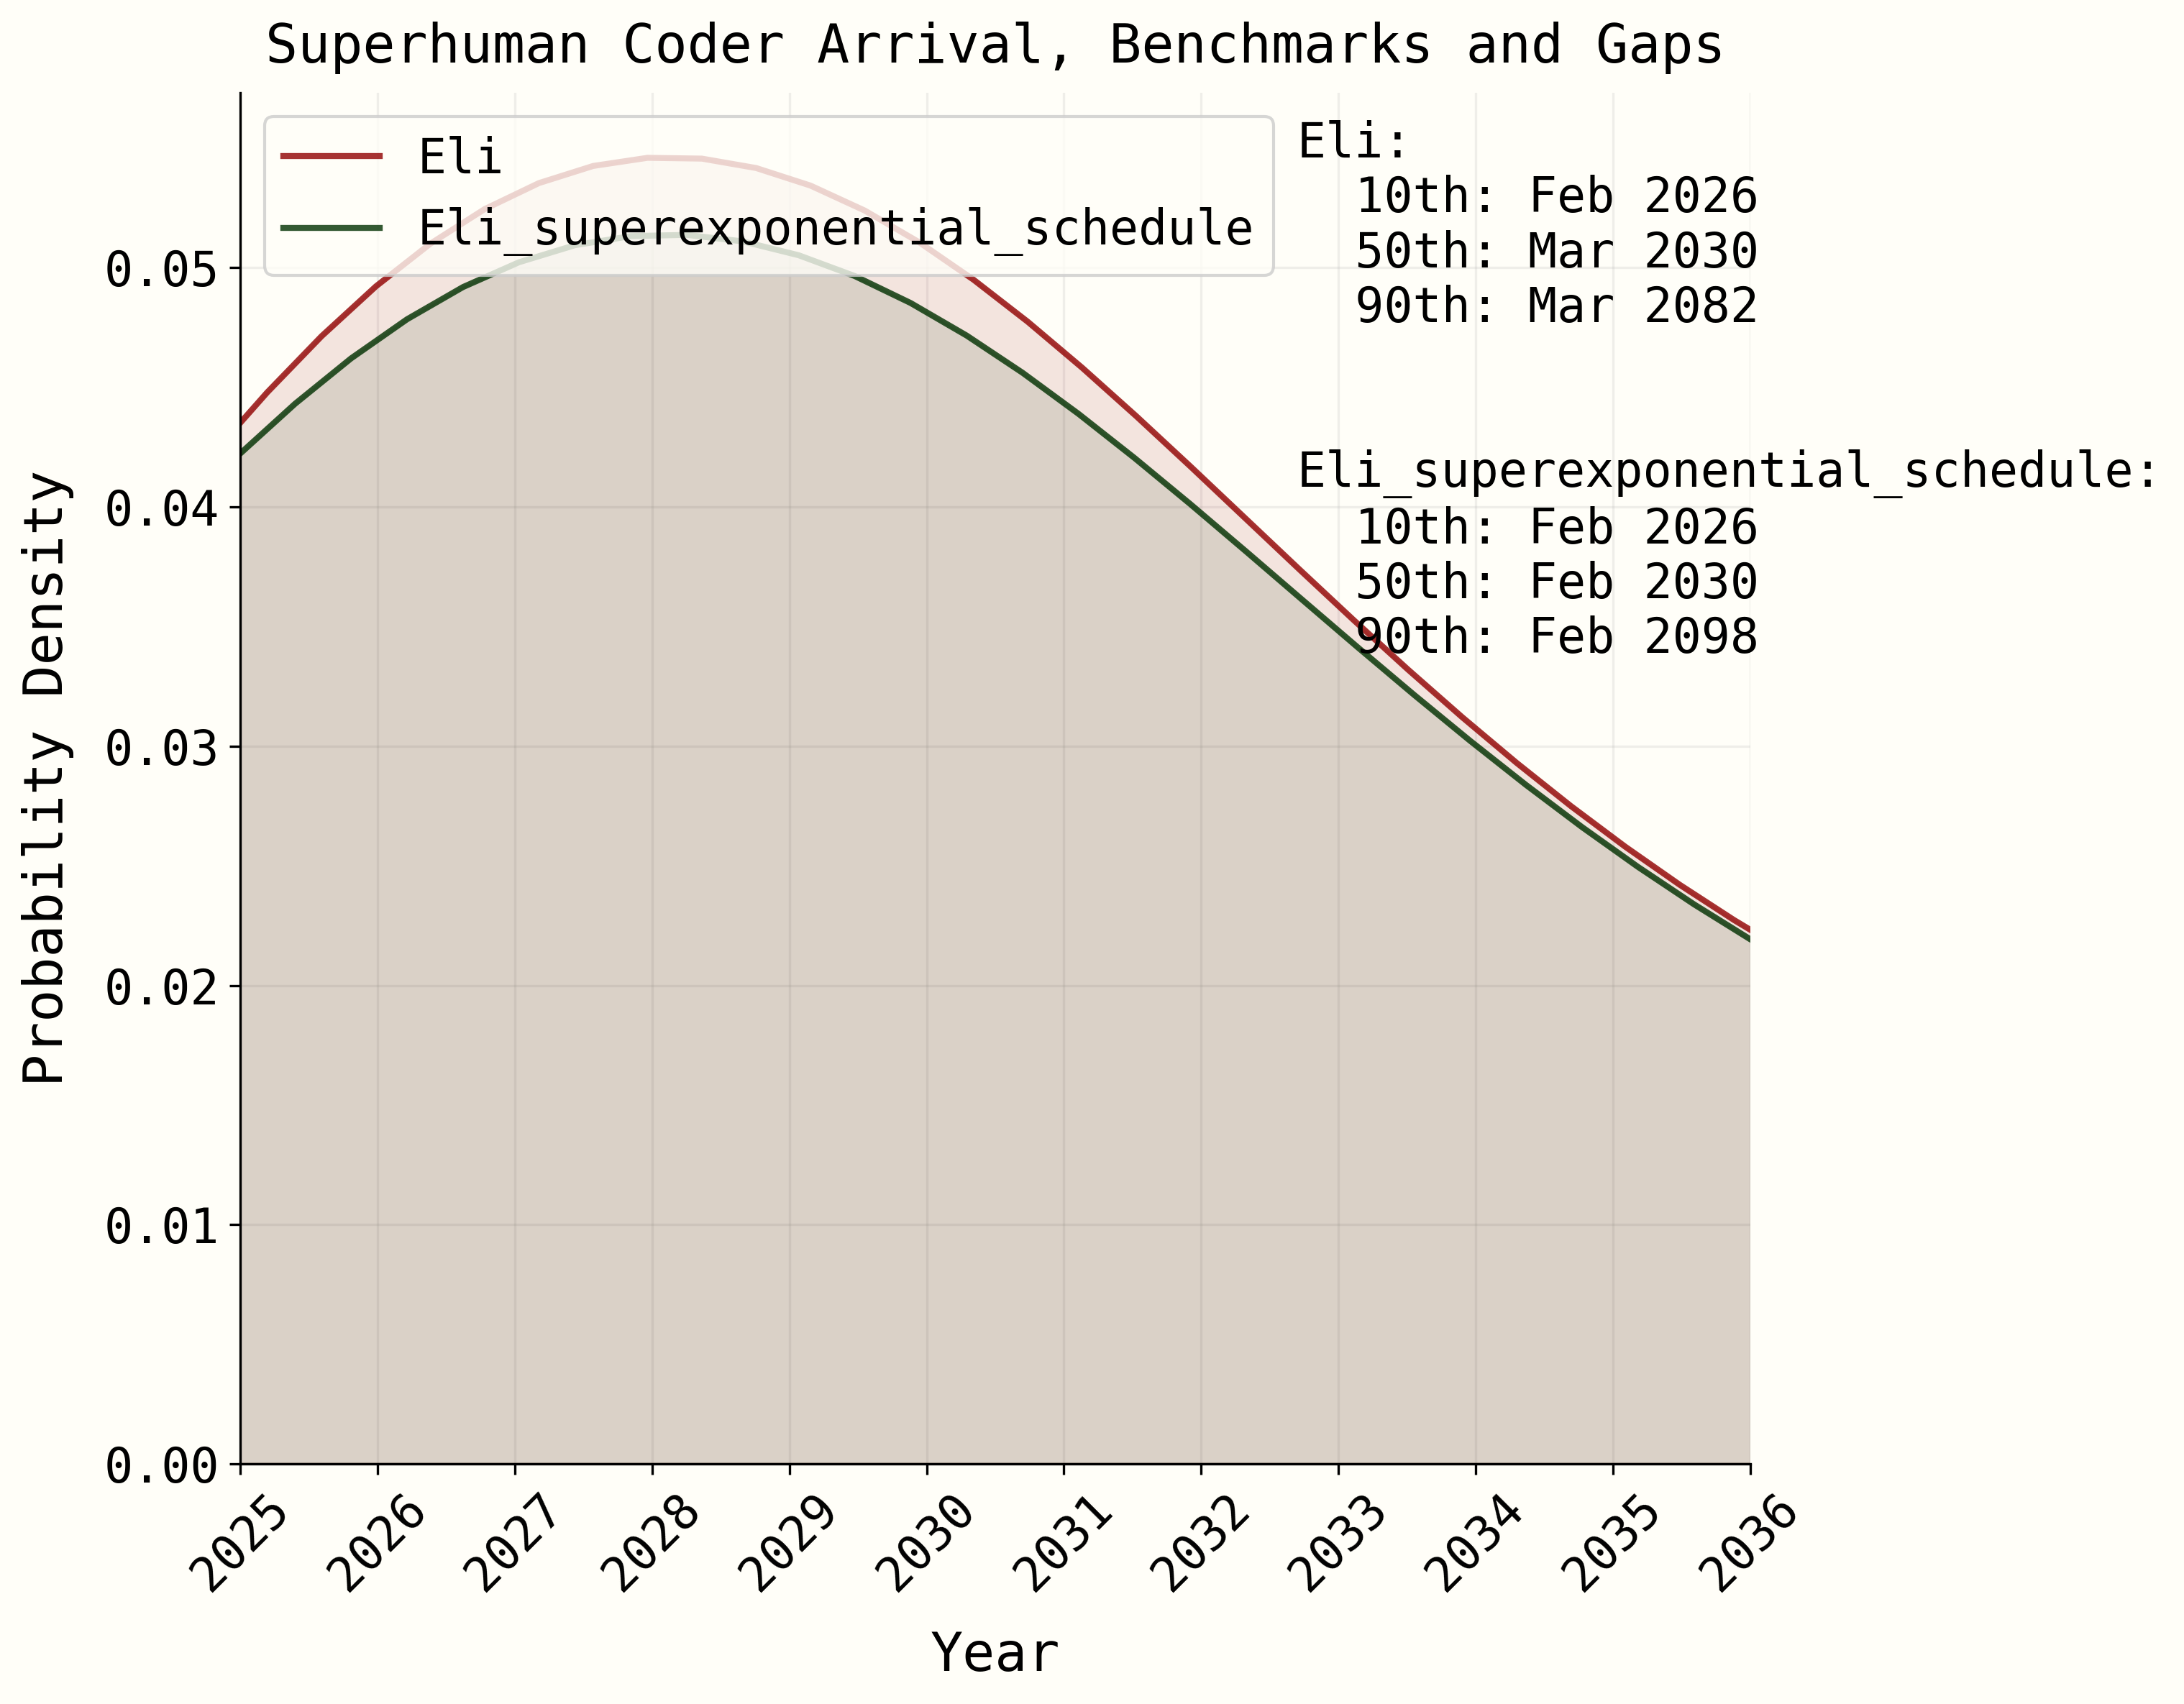 Superhuman Coder Arrival, Benchmarks and Gaps
Eli
Eli_superexponential_schedule
Eli:
10th: Feb 2026
50th: Mar 2030
90th: Mar 2082
Eli_superexponential_schedule:
10th: Feb 2026
50th: Feb 2030
90th: Feb 2098
Probability Density
0.05
0.04
0.03
0.02
0.01
0.00
2025
2026
2027
2028
2029
2030
2031
2032
2033
2034
2035
2036
Year